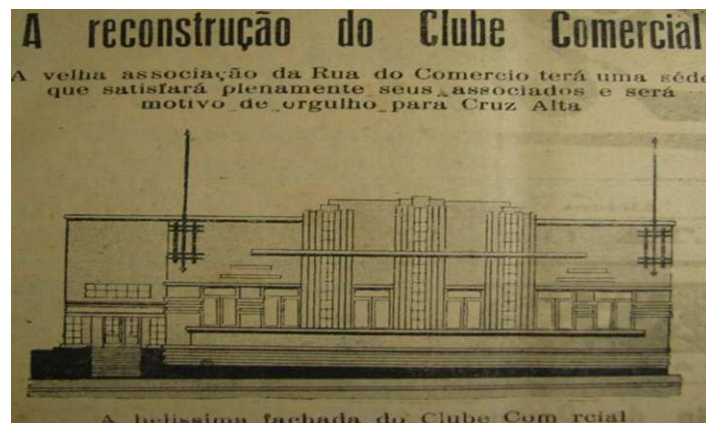 A reconstrução do Clube Comercial
A velha associação da Rua do Comercio terá uma séde
que satisfará plenamente seus associados e será
motivo de orgulho para Cruz Alta
A belissima fachada do Clube Com rcial